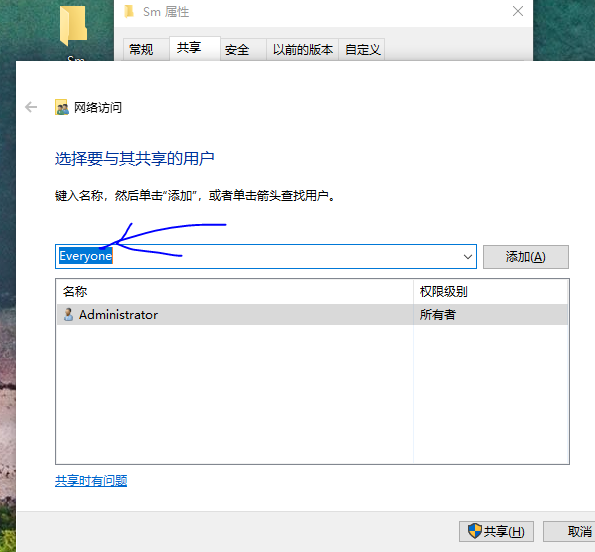 Sm 属性
Sm
常规 共享 安全 以前的版本 自定义
网络访问
选择要与其共享的用户
键入名称，然后单击“添加”，或者单击箭头查找用户。
Everyone 添加(A)
名称 权限级别
Administrator 所有者
共享时有问题
共享(H) 取消